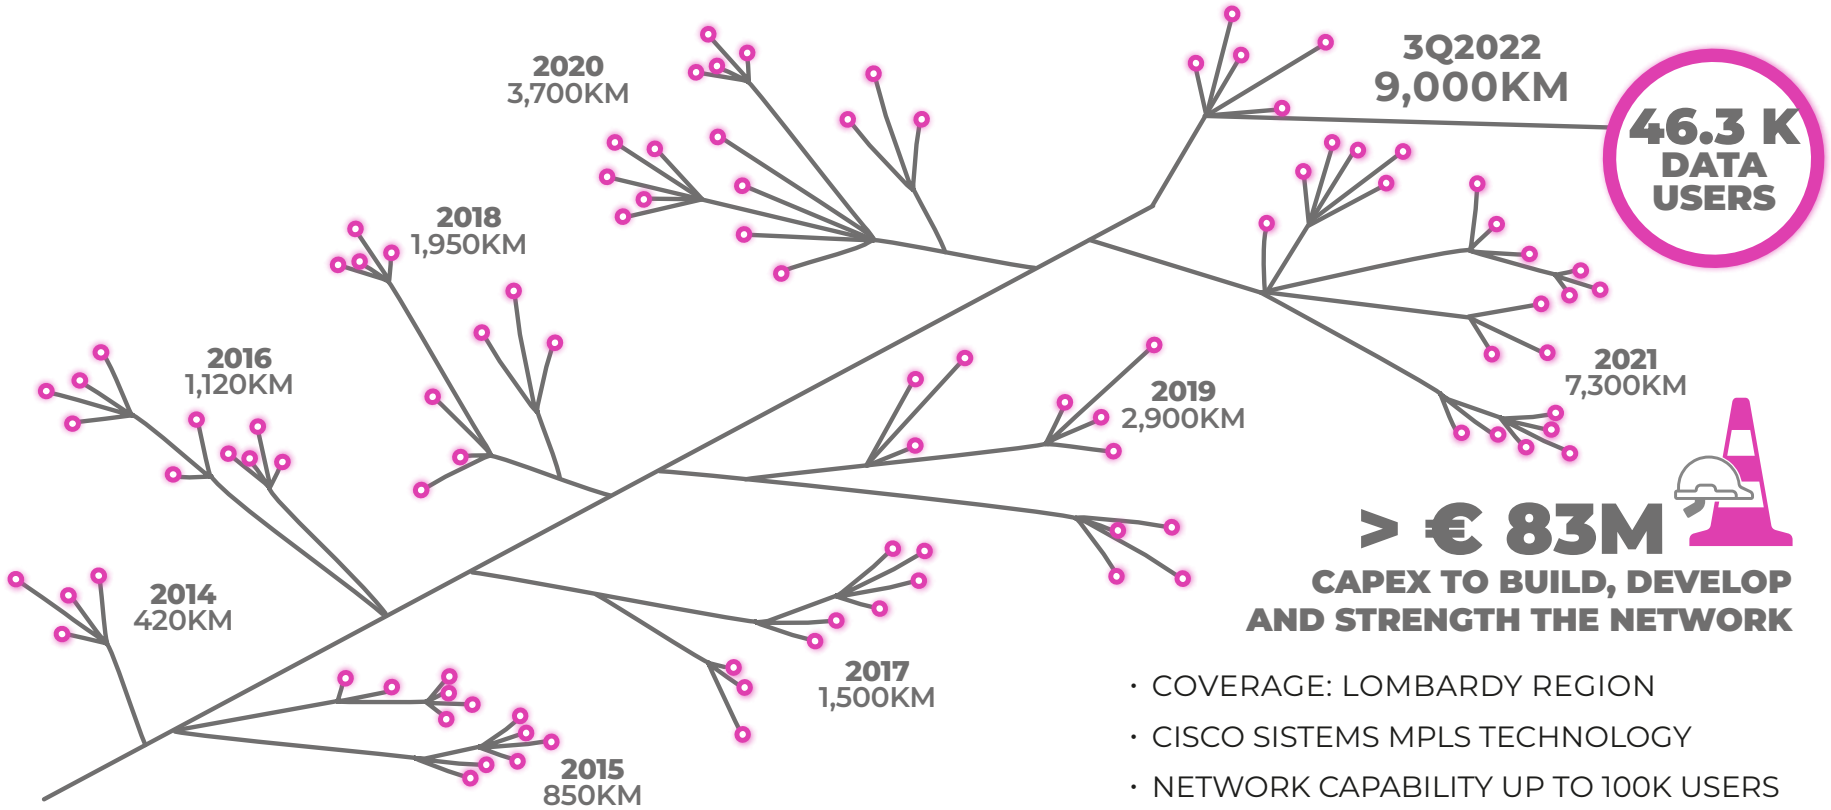 2020
3,700KM
3Q2022
9,000KM
46.3 K
DATA
USERS
2018
1,950KM
2016
1,120KM
2021
7,300KM
2019
2,900KM
2014
420KM
2017
1,500KM
2015
850KM
> € 83M
CAPEX TO BUILD, DEVELOP
AND STRENGTH THE NETWORK
· COVERAGE: LOMBARDY REGION
· CISCO SISTEMS MPLS TECHNOLOGY
· NETWORK CAPABILITY UP TO 100K USERS